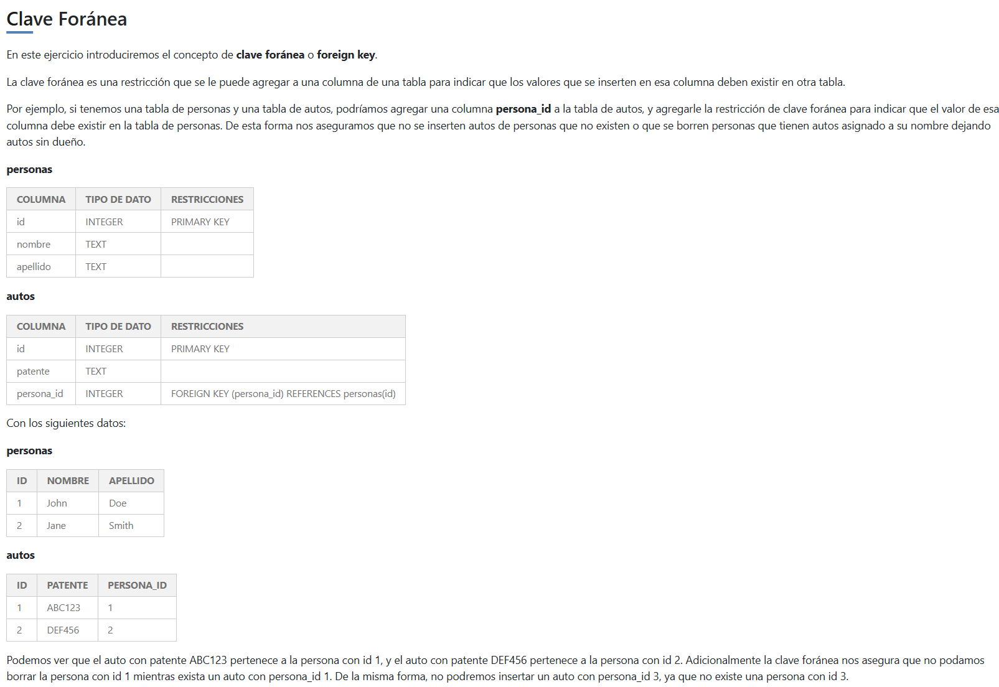 Clave Foránea
En este ejercicio introduciremos el concepto de clave foránea o foreign key.
La clave foránea es una restricción que se le puede agregar a una columna de una tabla para indicar que los valores que se inserten en esa columna deben existir en otra tabla.
Por ejemplo, si tenemos una tabla de personas y una tabla de autos, podríamos agregar una columna persona_id a la tabla de autos, y agregarle la restricción de clave foránea para indicar que el valor de esa
columna debe existir en la tabla de personas. De esta forma nos aseguramos que no se inserten autos de personas que no existen o que se borren personas que tienen autos asignado a su nombre dejando
autos sin dueño.
personas
COLUMNA TIPO DE DATO RESTRICCIONES
id INTEGER PRIMARY KEY
nombre TEXT
apellido TEXT
autos
COLUMNA TIPO DE DATO RESTRICCIONES
id INTEGER PRIMARY KEY
patente TEXT
persona_id INTEGER FOREIGN KEY (persona_id) REFERENCES personas(id)
Con los siguientes datos:
personas
ID NOMBRE APELLIDO
1 John Doe
2 Jane Smith
autos
ID PATENTE PERSONA_ID
1 ABC123 1
2 DEF456 2
Podemos ver que el auto con patente ABC123 pertenece a la persona con id 1, y el auto con patente DEF456 pertenece a la persona con id 2. Adicionalmente la clave foránea nos asegura que no podamos
borrar la persona con id 1 mientras exista un auto con persona_id 1. De la misma forma, no podremos insertar un auto con persona_id 3, ya que no existe una persona con id 3.